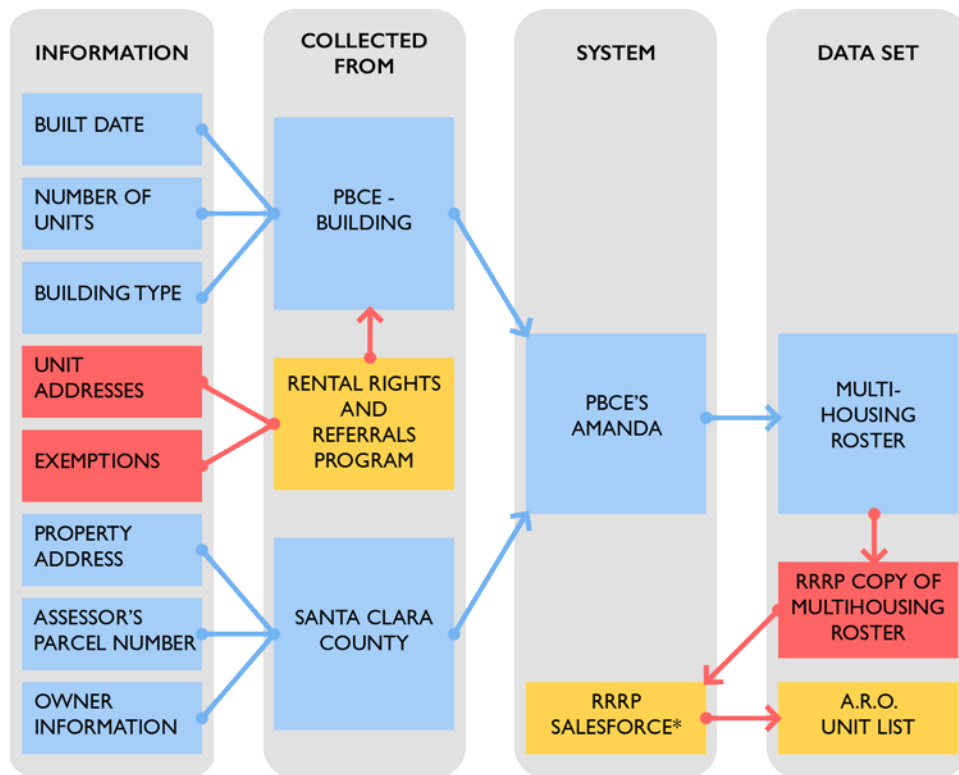 INFORMATION
BUILT DATE
NUMBER OF
UNITS
BUILDING TYPE
UNIT
ADDRESSES
EXEMPTIONS
PROPERTY
ADDRESS
ASSESSOR'S
PARCEL NUMBER
OWNER
INFORMATION
COLLECTED
FROM
PBCE -
BUILDING
RENTAL RIGHTS
AND
REFERRALS
PROGRAM
SANTA CLARA
COUNTY
SYSTEM
PBCE'S
AMANDA
RRRP
SALESFORCE*
DATA SET
MULTI-
HOUSING
ROSTER
RRRP COPY OF
MULTIHOUSING
ROSTER
A.R.O.
UNIT LIST